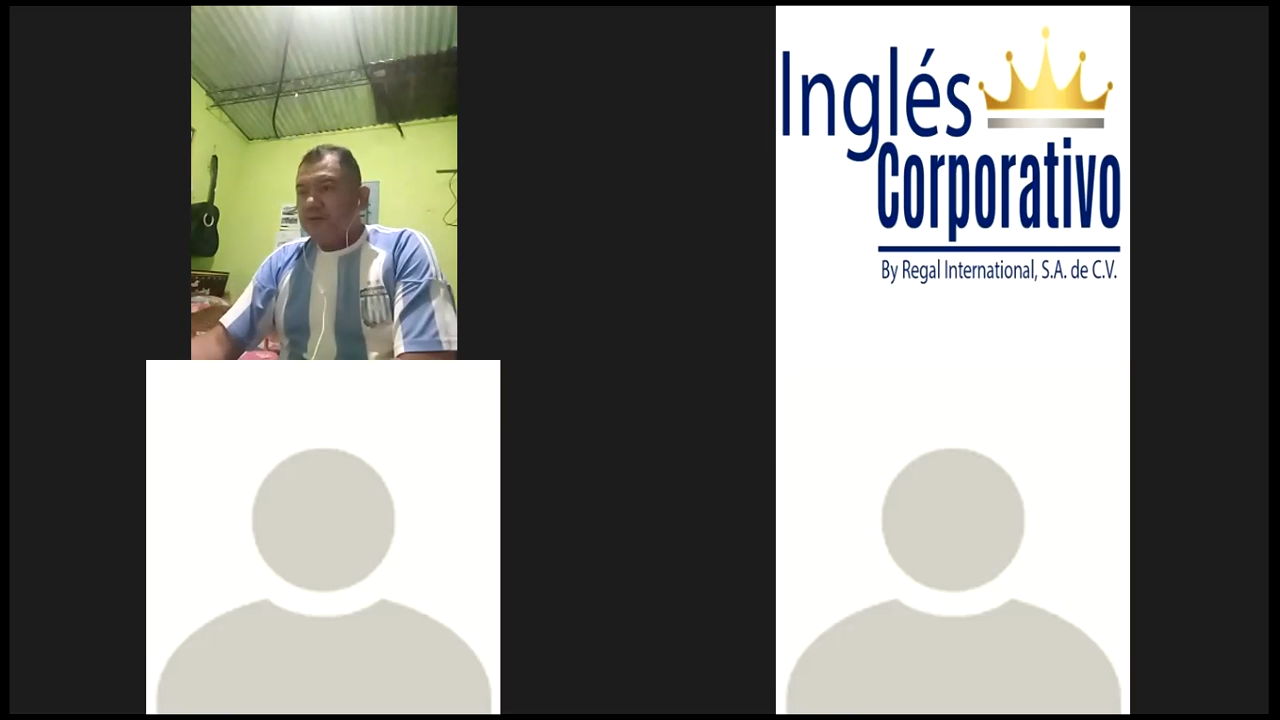 Inglés
Corporativo
By Regal International, S.A. de C.V.